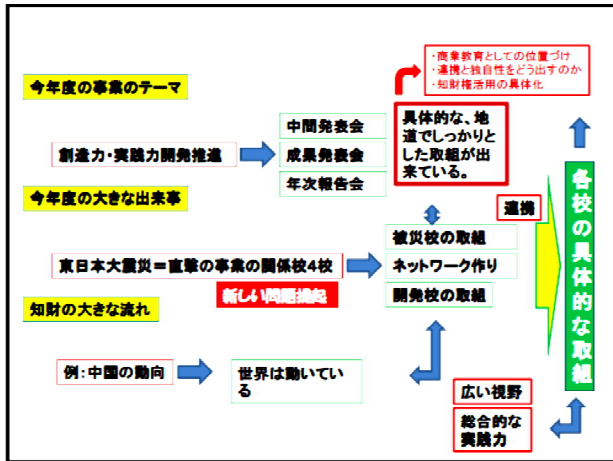 ・商業教育としての位置づけ
・連携と独自性をどう出すのか
・知財権活用の具体化
今年度の事業のテーマ
中間発表会
具体的な、地
道でしっかりと
した取組が出
来ている。
創造力・実践力開発推進
成果発表会
年次報告会
今年度の大きな出来事
連携
各校の具体的な取組
被災校の取組
東日本大震災＝直撃の事業の関係校4校
ネットワーク作り
新しい問題提起
開発校の取組
知財の大きな流れ
例：中国の動向
世界は動いてい
る
広い視野
総合的な
実践力